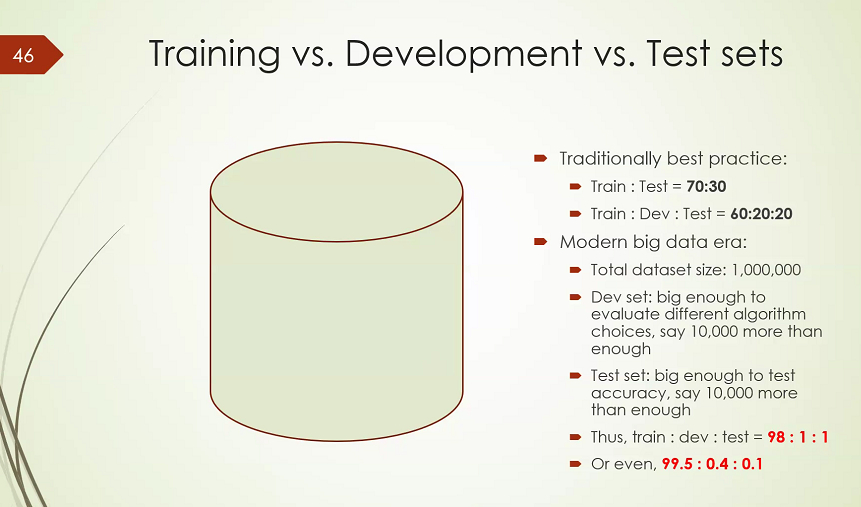 46
Training vs. Development vs. Test sets
Traditionally best practice:
Train : Test = 70:30
Train : Dev : Test = 60:20:20
Modern big data era:
Total dataset size: 1,000,000
Dev set: big enough to
evaluate different algorithm
choices, say 10,000 more than
enough
Test set: big enough to test
accuracy, say 10,000 more
than enough
Thus, train : dev : test = 98 : 1 : 1
Or even, 99.5 : 0.4 : 0.1